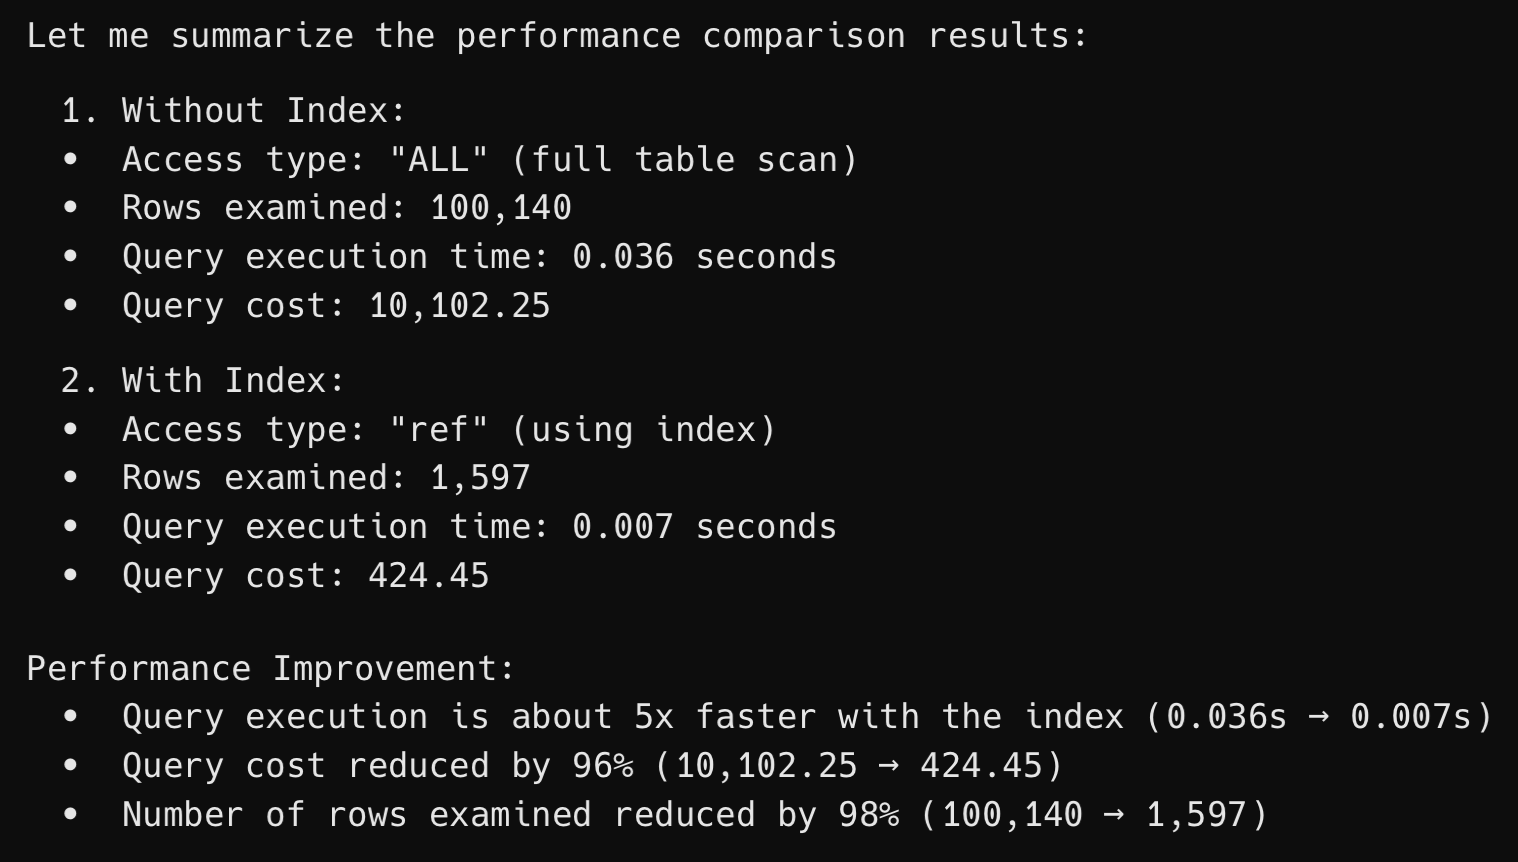 Let me summarize the performance comparison results:
1. Without Index:
• Access type: "ALL" (full table scan)
• Rows examined: 100,140
• Query execution time: 0.036 seconds
• Query cost: 10,102.25
2. With Index:
• Access type: "ref" (using index)
• Rows examined: 1,597
• Query execution time: 0.007 seconds
• Query cost: 424.45
Performance Improvement:
• Query execution is about 5x faster with the index (0.036s → 0.007s)
• Query cost reduced by 96% (10,102.25 → 424.45)
• Number of rows examined reduced by 98% (100,140 → 1,597)